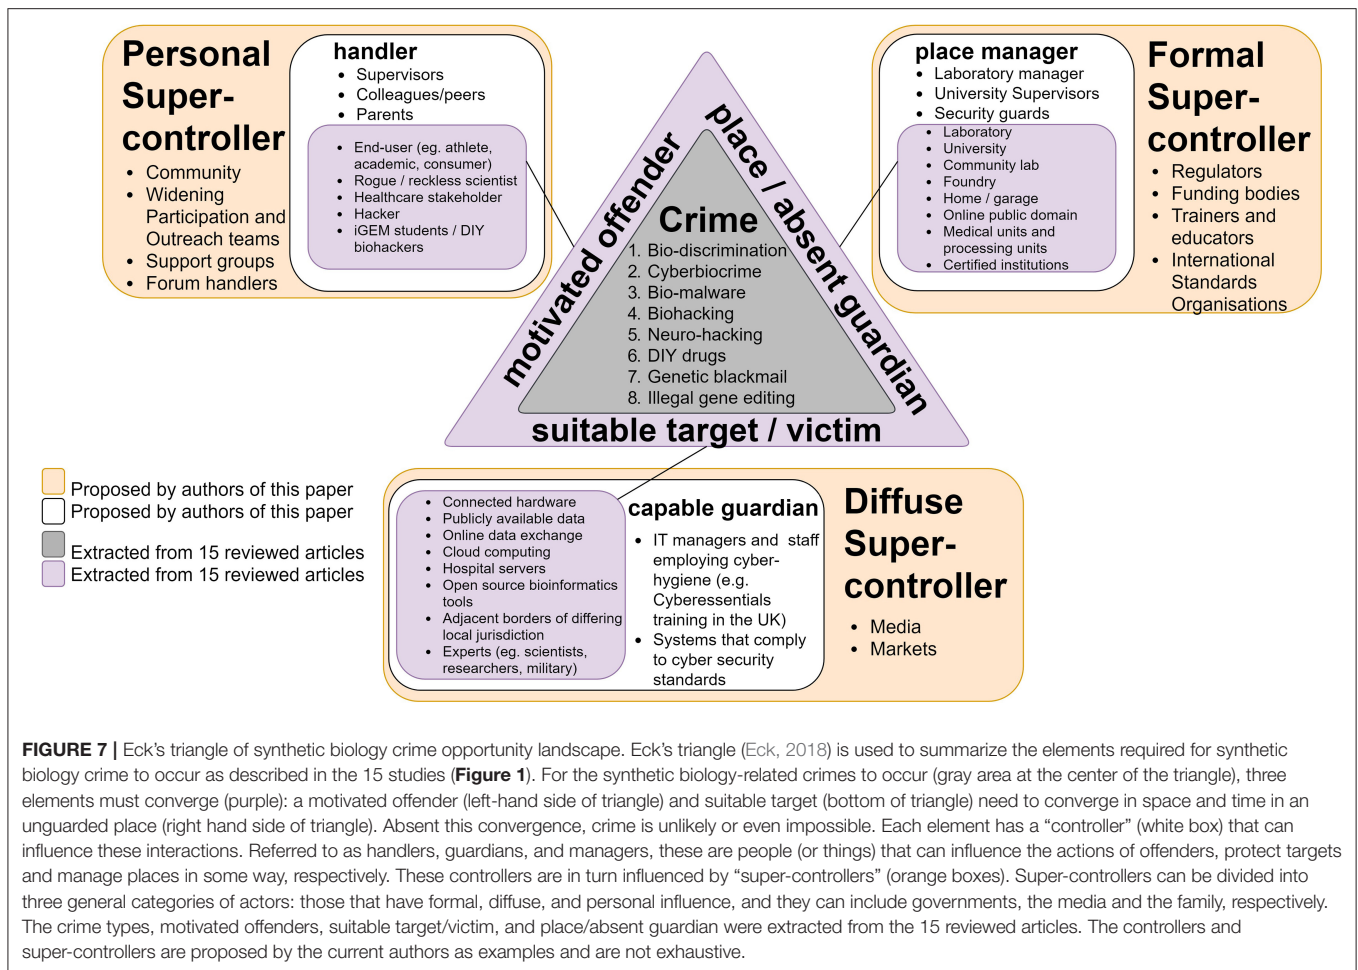 Personal
Super-
controller
• Community
• Widening
Participation and
Outreach teams
• Support groups
• Forum handlers
handler
• Supervisors
• Colleagues/peers
• Parents
• End-user (eg. athlete,
academic, consumer)
• Rogue / reckless scientist
• Healthcare stakeholder
• Hacker
• iGEM students / DIY
biohackers
motivated offender
place / absent guardian
suitable target / victim
Crime
1. Bio-discrimination
2. Cyberbiocrime
3. Bio-malware
4. Biohacking
5. Neuro-hacking
6. DIY drugs
7. Genetic blackmail
8. Illegal gene editing
place manager
• Laboratory manager
• University Supervisors
• Security guards
• Laboratory
• University
• Community lab
• Foundry
• Home / garage
• Online public domain
• Medical units and
processing units
• Certified institutions
Formal
Super-
controller
• Regulators
• Funding bodies
• Trainers and
educators
• International
Standards
Organisations
Proposed by authors of this paper
Proposed by authors of this paper
Extracted from 15 reviewed articles
Extracted from 15 reviewed articles
• Connected hardware
• Publicly available data
• Online data exchange
• Cloud computing
• Hospital servers
• Open source bioinformatics
tools
• Adjacent borders of differing
local jurisdiction
• Experts (eg. scientists,
researchers, military)
capable guardian
• IT managers and staff
employing cyber-
hygiene (e.g.
Cyberessentials
training in the UK)
• Systems that comply
to cyber security
standards
Diffuse
Super-
controller
• Media
• Markets
FIGURE 7 | Eck's triangle of synthetic biology crime opportunity landscape. Eck's triangle (Eck, 2018) is used to summarize the elements required for synthetic
biology crime to occur as described in the 15 studies (Figure 1). For the synthetic biology-related crimes to occur (gray area at the center of the triangle), three
elements must converge (purple): a motivated offender (left-hand side of triangle) and suitable target (bottom of triangle) need to converge in space and time in an
unguarded place (right hand side of triangle). Absent this convergence, crime is unlikely or even impossible. Each element has a "controller" (white box) that can
influence these interactions. Referred to as handlers, guardians, and managers, these are people (or things) that can influence the actions of offenders, protect targets
and manage places in some way, respectively. These controllers are in turn influenced by "super-controllers" (orange boxes). Super-controllers can be divided into
three general categories of actors: those that have formal, diffuse, and personal influence, and they can include governments, the media and the family, respectively.
The crime types, motivated offenders, suitable target/victim, and place/absent guardian were extracted from the 15 reviewed articles. The controllers and
super-controllers are proposed by the current authors as examples and are not exhaustive.